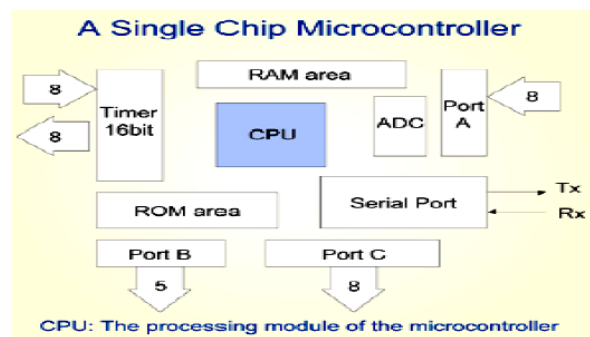 A Single Chip Microcontroller
RAM area
8
Timer
16bit
8
CPU
ADC
Port
A
8
ROM area
Serial Port
Tx
Rx
Port B
5
Port C
8
CPU: The processing module of the microcontroller